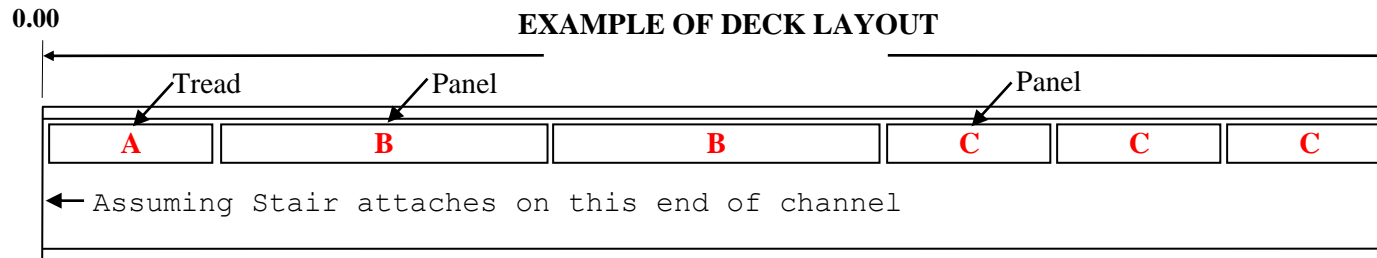 0.00
EXAMPLE OF DECK LAYOUT
Tread Panel Panel
A B B C C C
Assuming Stair attaches on this end of channel